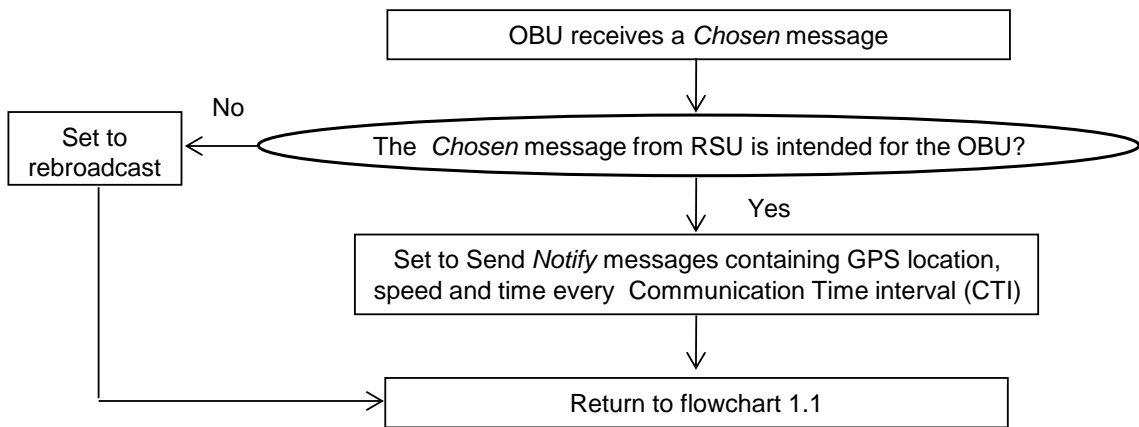 OBU receives a Chosen message
No
Set to
rebroadcast
The Chosen message from RSU is intended for the OBU?
Yes
Set to Send Notify messages containing GPS location,
speed and time every Communication Time interval (CTI)
Return to flowchart 1.1